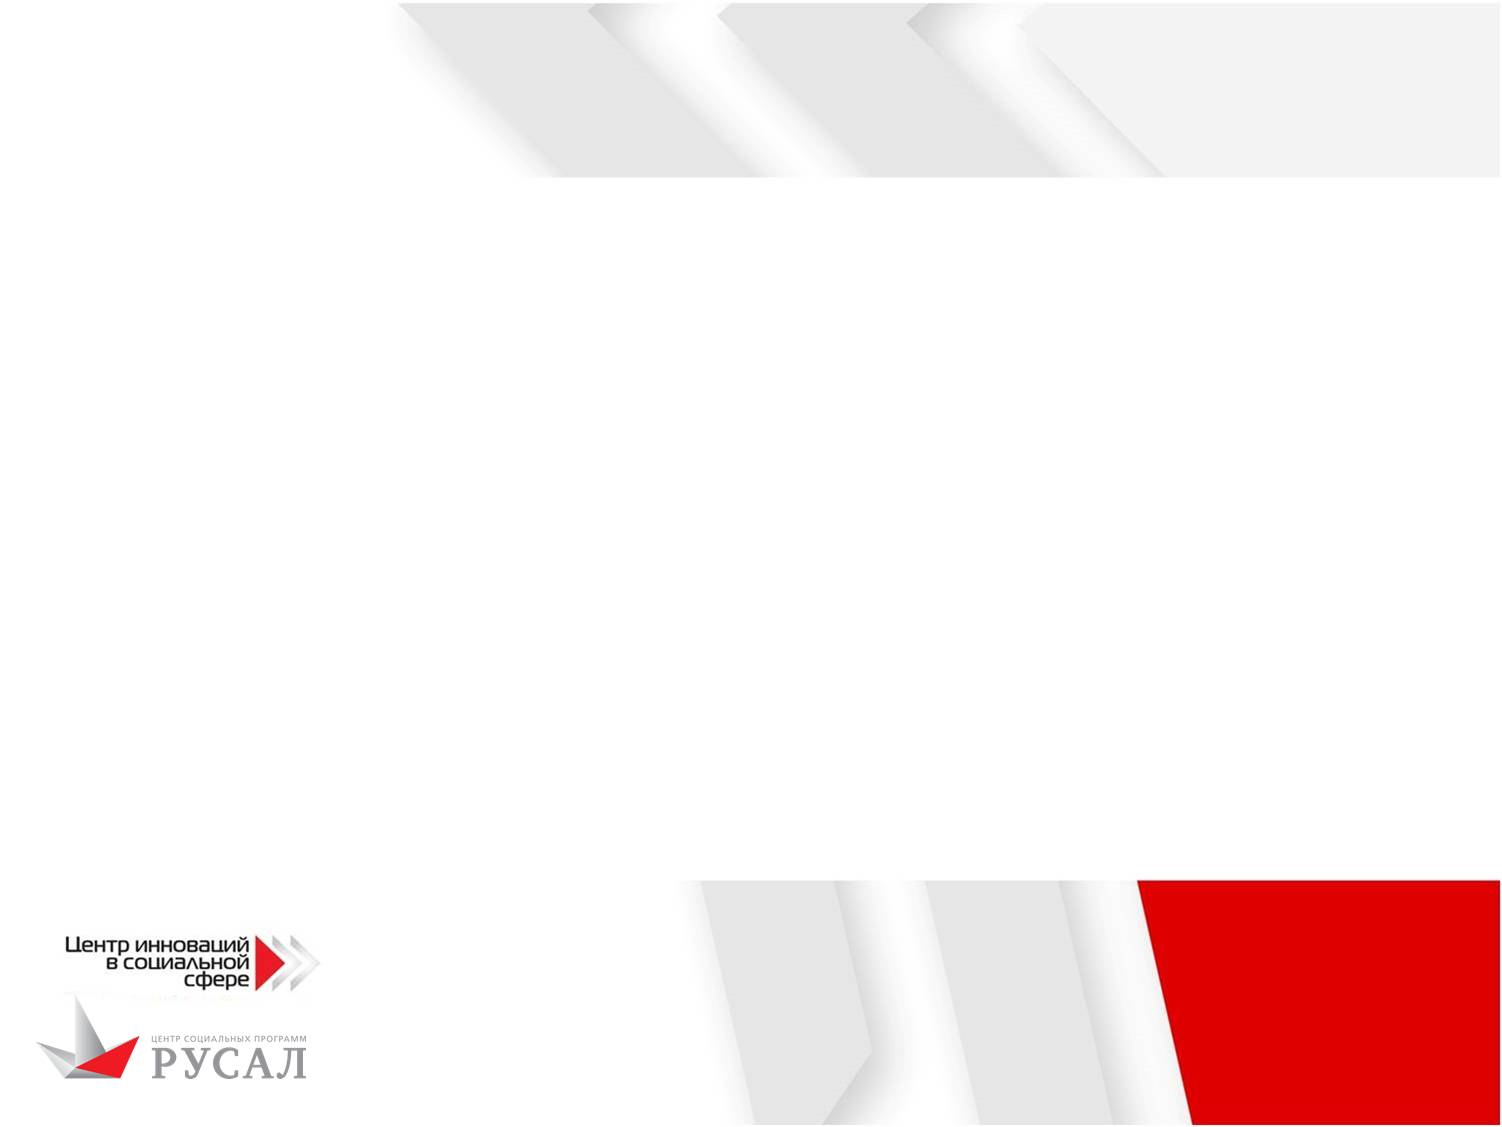 Центр инноваций
в социальной
сфере
ЦЕНТР СОЦИАЛЬНЫХ ПРОГРАММ
РУСАЛ